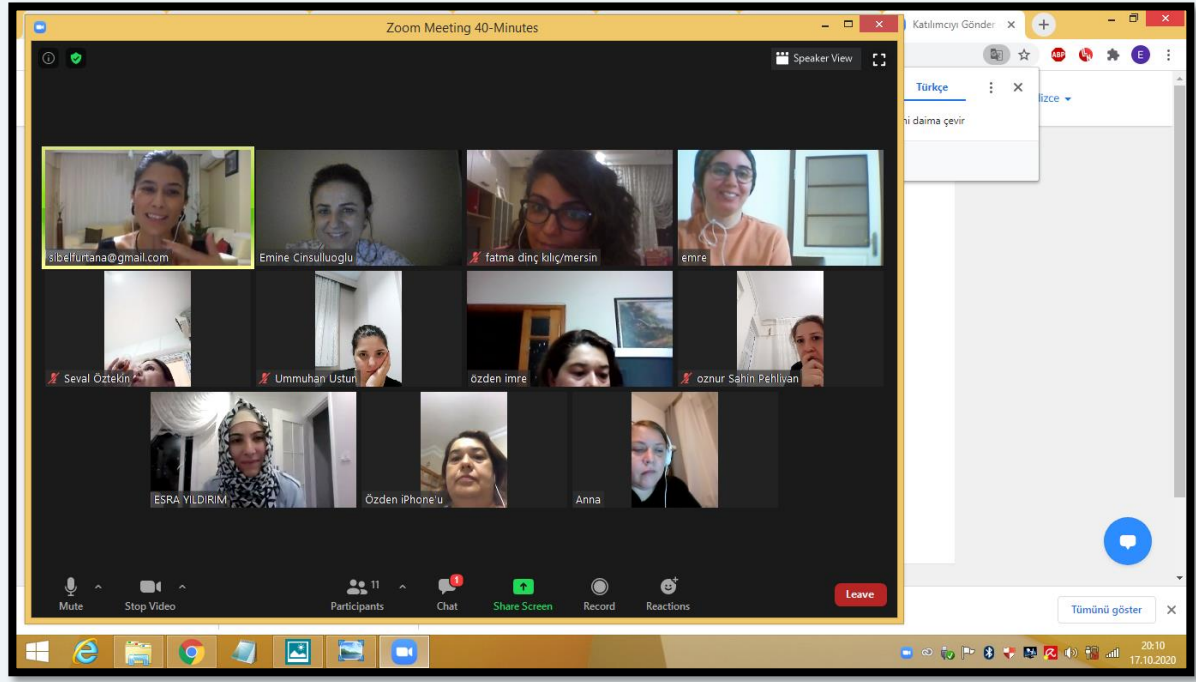 Zoom Meeting 40-Minutes
Katılımcıyı Gönder
Speaker View
ABP
E
Türkçe
lizce
ni daima çevir
sibelfurtana@gmail.com
Emine Cinsulluoglu
fatma dinç kılıç/mersin
emre
Seval Öztekin
Ummuhan Ustun
özden imre
oznur Sahin Pehlivan
ESRA YILDIRIM
Özden iPhone'u
Anna
11
1
Mute
Stop Video
Participants
Chat
Share Screen
Record
Reactions
Leave
Tümünü göster
20:10
17.10.2020